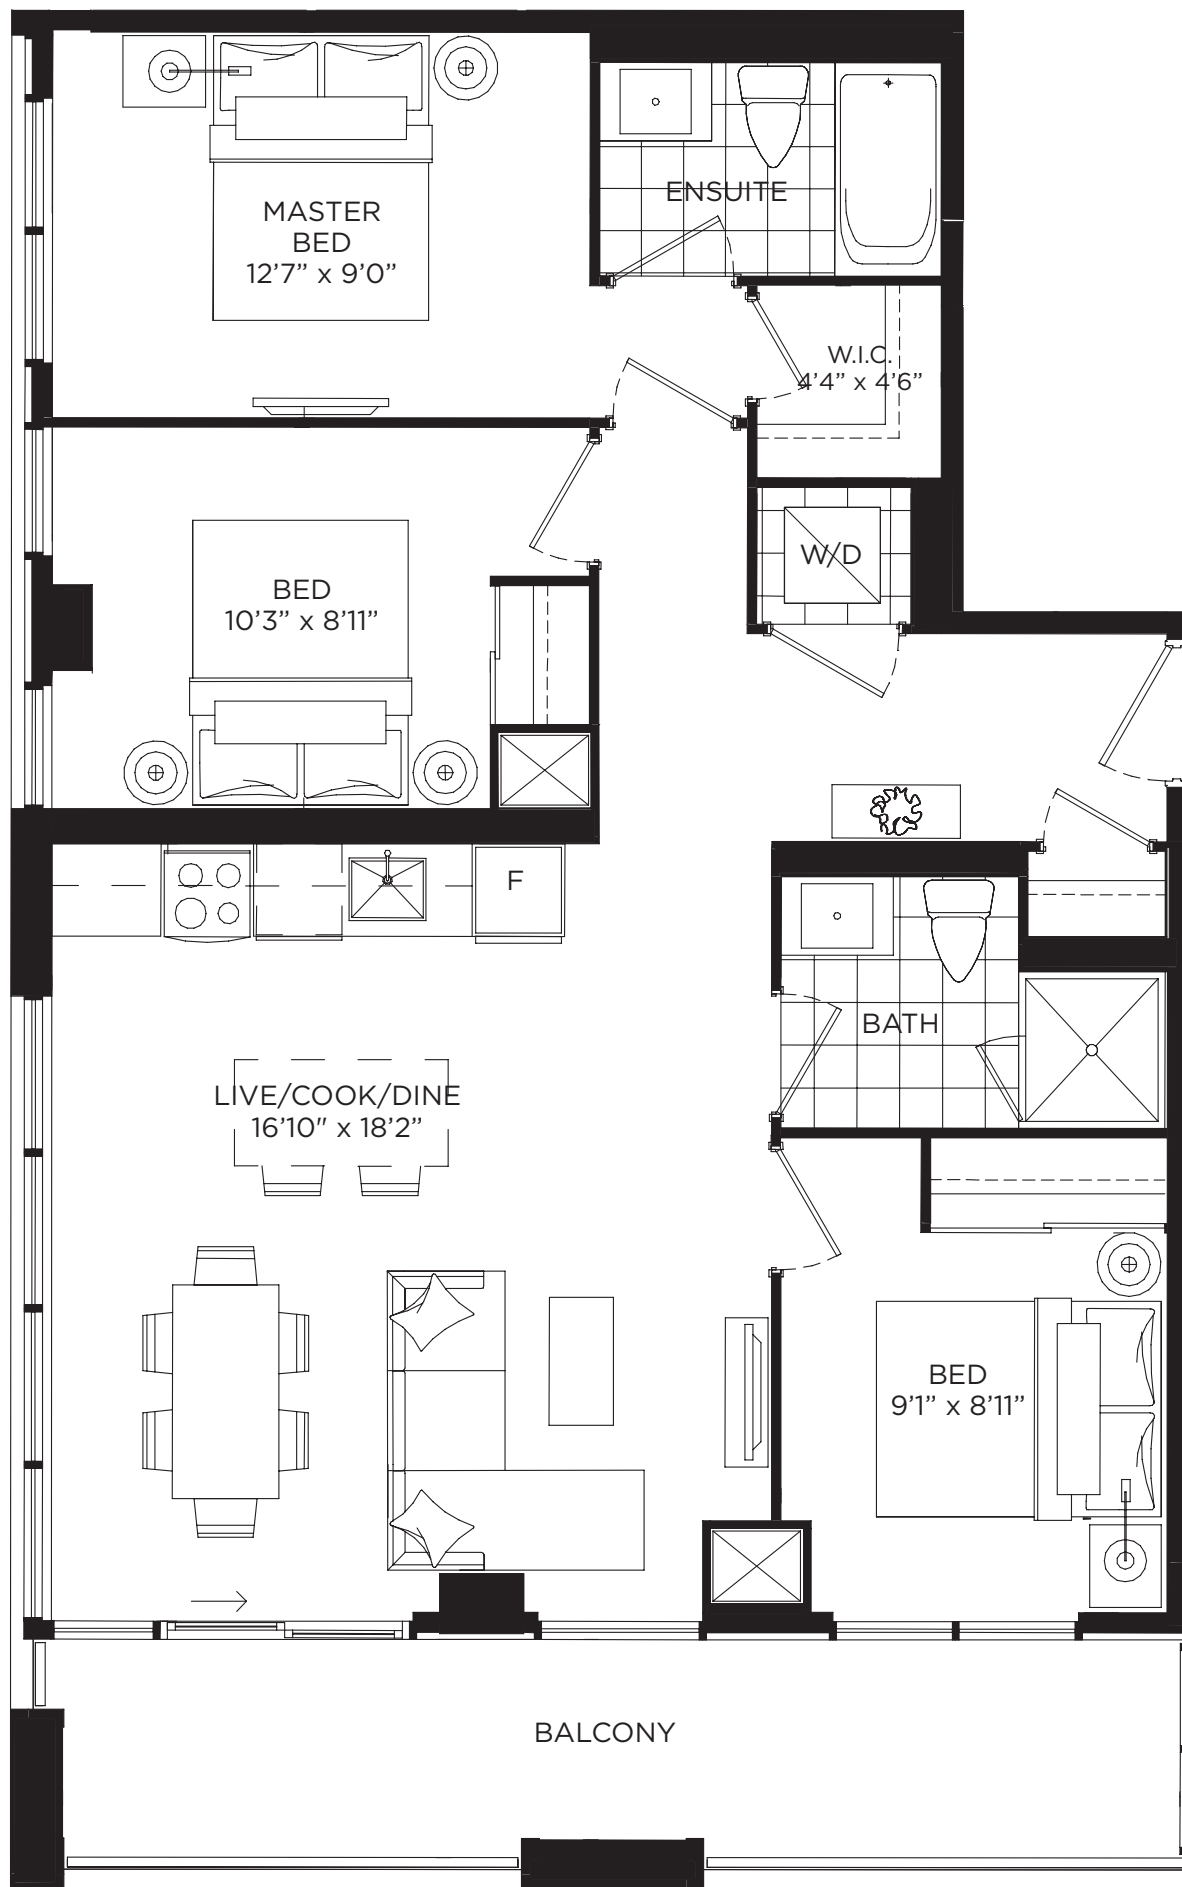 ENSUITE
MASTER
BED
12’7” x 9’0”
W.I.C.
4’4” x 4’6”
W/D
BED
10’3” x 8’11”
F
BATH
LIVE/COOK/DINE
16’10" x 18’2”
BED
9’1” x 8’11”
BALCONY